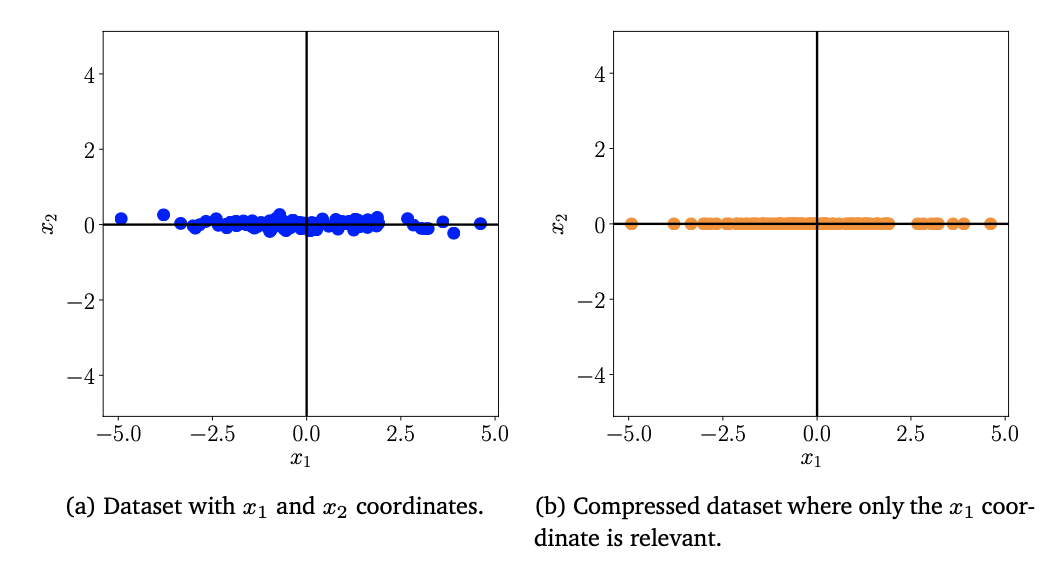 4
2
0
−2
−4
x₂
−5.0 −2.5 0.0 2.5 5.0
x₁
(a) Dataset with x₁ and x₂ coordinates.
4
2
0
−2
−4
x₂
−5.0 −2.5 0.0 2.5 5.0
x₁
(b) Compressed dataset where only the x₁ coor-
dinate is relevant.